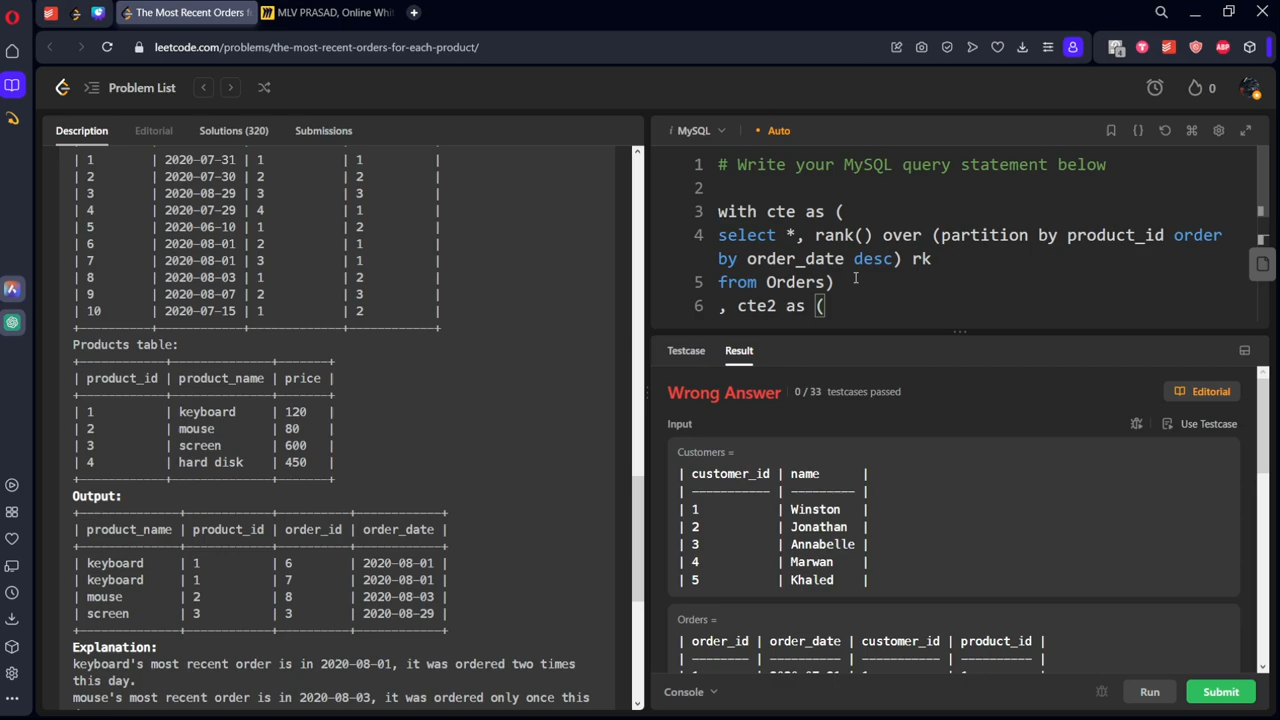 The Most Recent Orders f
MLV PRASAD, Online Whit
leetcode.com/problems/the-most-recent-orders-for-each-product/
Problem List
0
Description
Editorial
Solutions (320)
Submissions
| 1 | 2020-07-31 | 1 | 1 |
| 2 | 2020-07-30 | 2 | 2 |
| 3 | 2020-08-29 | 3 | 3 |
| 4 | 2020-07-29 | 4 | 1 |
| 5 | 2020-06-10 | 1 | 2 |
| 6 | 2020-08-01 | 2 | 1 |
| 7 | 2020-08-01 | 3 | 1 |
| 8 | 2020-08-03 | 1 | 2 |
| 9 | 2020-08-07 | 2 | 3 |
| 10 | 2020-07-15 | 1 | 2 |
Products table:
| product_id | product_name | price |
| 1 | keyboard | 120 |
| 2 | mouse | 80 |
| 3 | screen | 600 |
| 4 | hard disk | 450 |
Output:
| product_name | product_id | order_id | order_date |
| keyboard | 1 | 6 | 2020-08-01 |
| keyboard | 1 | 7 | 2020-08-01 |
| mouse | 2 | 8 | 2020-08-03 |
| screen | 3 | 3 | 2020-08-29 |
Explanation:
keyboard's most recent order is in 2020-08-01, it was ordered two times
this day.
mouse's most recent order is in 2020-08-03, it was ordered only once this
MySQL
Auto
1 # Write your MySQL query statement below
2
3 with cte as (
4 select *, rank() over (partition by product_id order
by order_date desc) rk
5 from Orders)
6 , cte2 as (
Testcase
Result
Wrong Answer
0 / 33 testcases passed
Editorial
Input
Use Testcase
Customers =
| customer_id | name |
| ----------- | --------- |
| 1 | Winston |
| 2 | Jonathan |
| 3 | Annabelle |
| 4 | Marwan |
| 5 | Khaled |
Orders =
| order_id | order_date | customer_id | product_id |
| -------- | ---------- | ----------- | ---------- |
Console
Run
Submit